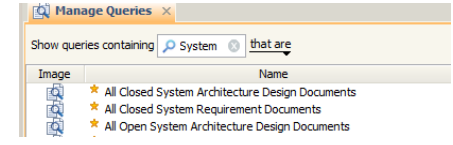 Manage Queries
Show queries containing System that are
Image Name
All Closed System Architecture Design Documents
All Closed System Requirement Documents
All Open System Architecture Design Documents